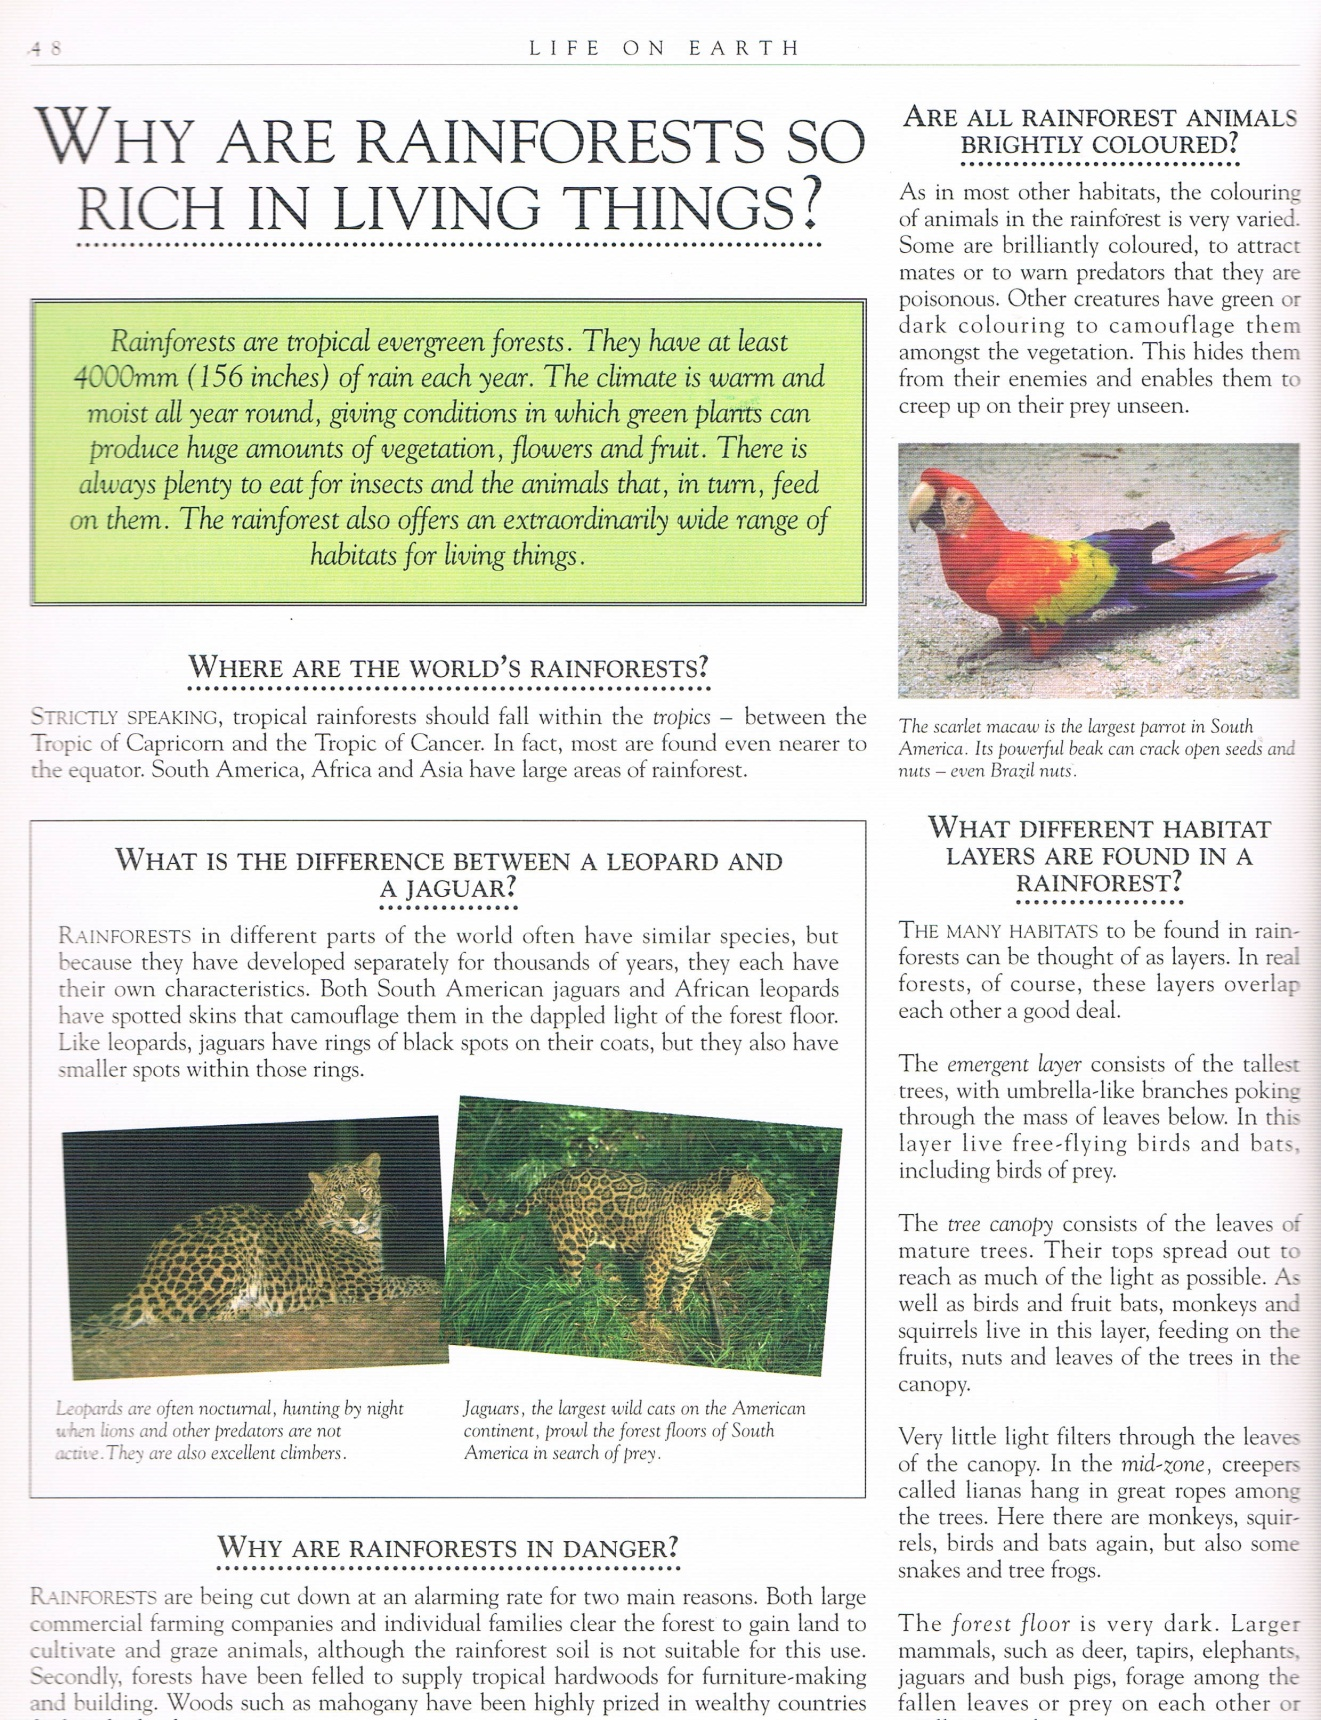 48
LIFE ON EARTH
WHY ARE RAINFORESTS SO
RICH IN LIVING THINGS?
Rainforests are tropical evergreen forests. They have at least
4000mm (156 inches) of rain each year. The climate is warm and
moist all year round, giving conditions in which green plants can
produce huge amounts of vegetation, flowers and fruit. There is
always plenty to eat for insects and the animals that, in turn, feed
on them. The rainforest also offers an extraordinarily wide range of
habitats for living things.
WHERE ARE THE WORLD'S RAINFORESTS?
STRICTLY SPEAKING, tropical rainforests should fall within the tropics – between the
Tropic of Capricorn and the Tropic of Cancer. In fact, most are found even nearer to
the equator. South America, Africa and Asia have large areas of rainforest.
WHAT IS THE DIFFERENCE BETWEEN A LEOPARD AND
A JAGUAR?
RAINFORESTS in different parts of the world often have similar species, but
because they have developed separately for thousands of years, they each have
their own characteristics. Both South American jaguars and African leopards
have spotted skins that camouflage them in the dappled light of the forest floor.
Like leopards, jaguars have rings of black spots on their coats, but they also have
smaller spots within those rings.
Leopards are often nocturnal, hunting by night
when lions and other predators are not
active. They are also excellent climbers.
Jaguars, the largest wild cats on the American
continent, prowl the forest floors of South
America in search of prey.
WHY ARE RAINFORESTS IN DANGER?
RAINFORESTS are being cut down at an alarming rate for two main reasons. Both large
commercial farming companies and individual families clear the forest to gain land to
cultivate and graze animals, although the rainforest soil is not suitable for this use.
Secondly, forests have been felled to supply tropical hardwoods for furniture-making
and building. Woods such as mahogany have been highly prized in wealthy countries
ARE ALL RAINFOREST ANIMALS
BRIGHTLY COLOURED?
As in most other habitats, the colouring
of animals in the rainforest is very varied.
Some are brilliantly coloured, to attract
mates or to warn predators that they are
poisonous. Other creatures have green or
dark colouring to camouflage them
amongst the vegetation. This hides them
from their enemies and enables them to
creep up on their prey unseen.
The scarlet macaw is the largest parrot in South
America. Its powerful beak can crack open seeds and
nuts – even Brazil nuts.
WHAT DIFFERENT HABITAT
LAYERS ARE FOUND IN A
RAINFOREST?
THE MANY HABITATS to be found in rain-
forests can be thought of as layers. In real
forests, of course, these layers overlap
each other a good deal.
The emergent layer consists of the tallest
trees, with umbrella-like branches poking
through the mass of leaves below. In this
layer live free-flying birds and bats,
including birds of prey.
The tree canopy consists of the leaves of
mature trees. Their tops spread out to
reach as much of the light as possible. As
well as birds and fruit bats, monkeys and
squirrels live in this layer, feeding on the
fruits, nuts and leaves of the trees in the
canopy.
Very little light filters through the leaves
of the canopy. In the mid-zone, creepers
called lianas hang in great ropes among
the trees. Here there are monkeys, squir-
rels, birds and bats again, but also some
snakes and tree frogs.
The forest floor is very dark. Larger
mammals, such as deer, tapirs, elephants,
jaguars and bush pigs, forage among the
fallen leaves or prey on each other or